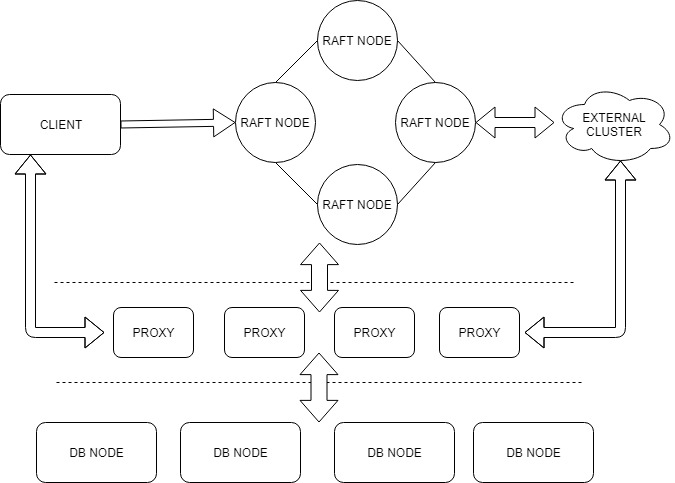 RAFT NODE
CLIENT
RAFT NODE
RAFT NODE
EXTERNAL
CLUSTER
RAFT NODE
PROXY
PROXY
PROXY
PROXY
DB NODE
DB NODE
DB NODE
DB NODE